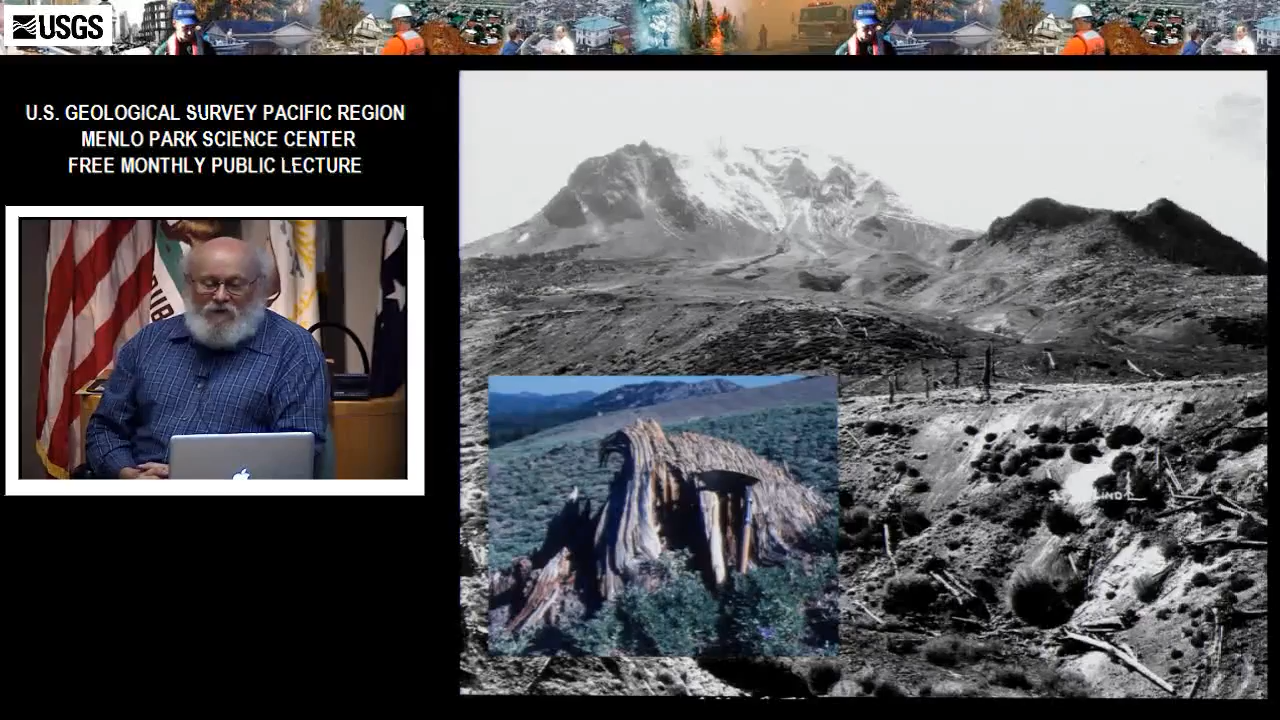 USGS
U.S. GEOLOGICAL SURVEY PACIFIC REGION
MENLO PARK SCIENCE CENTER
FREE MONTHLY PUBLIC LECTURE